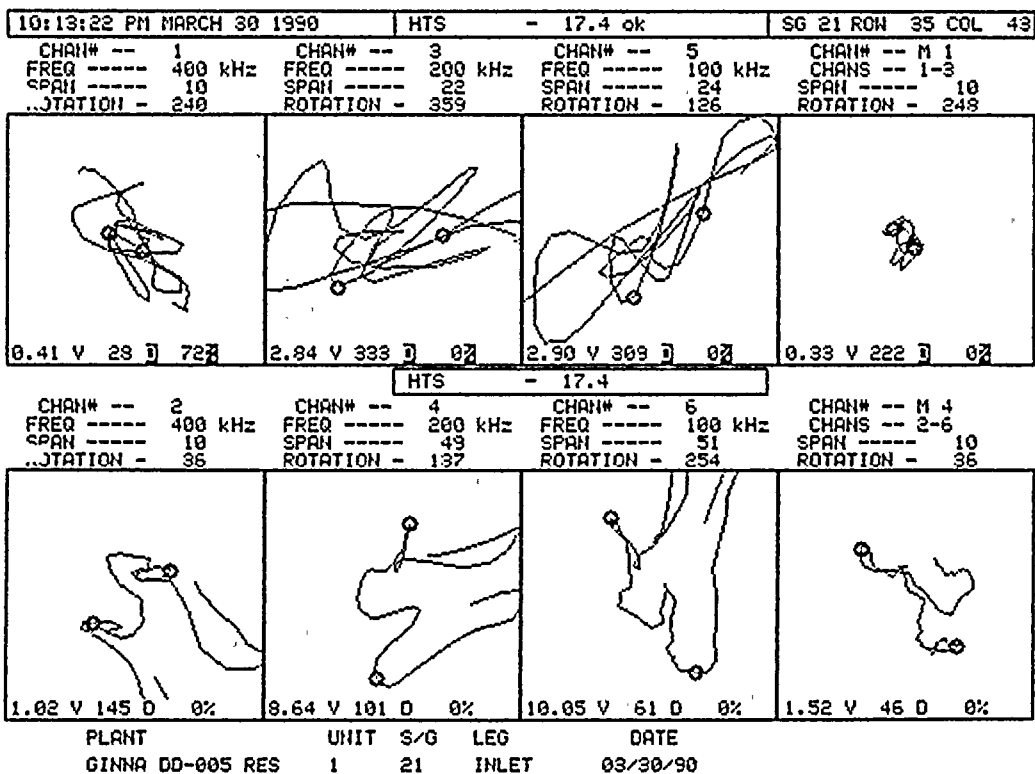 10:13:22 PM MARCH 30 1990 HTS - 17.4 ok SG 21 ROW 35 COL 43
CHAN# -- 1 CHAN# -- 3 CHAN# -- 5 CHAN# -- M 1
FREQ ----- 400 kHz FREQ ----- 200 kHz FREQ ----- 100 kHz CHANS -- 1-3
SPAN ----- 10 SPAN ----- 22 SPAN ----- 24 SPAN ----- 10
..OTATION - 240 ROTATION - 359 ROTATION - 126 ROTATION - 248
0.41 V 28 D 72% 2.84 V 333 D 0% 2.90 V 309 D 0% 0.33 V 222 D 0%
HTS - 17.4
CHAN# -- 2 CHAN# -- 4 CHAN# -- 6 CHAN# -- M 4
FREQ ----- 400 kHz FREQ ----- 200 kHz FREQ ----- 100 kHz CHANS -- 2-6
SPAN ----- 10 SPAN ----- 49 SPAN ----- 51 SPAN ----- 10
..OTATION - 36 ROTATION - 137 ROTATION - 254 ROTATION - 36
1.02 V 145 D 0% 8.64 V 101 D 0% 10.05 V 61 D 0% 1.52 V 46 D 0%
PLANT UNIT S/G LEG DATE
GINNA DD-005 RES 1 21 INLET 03/30/90